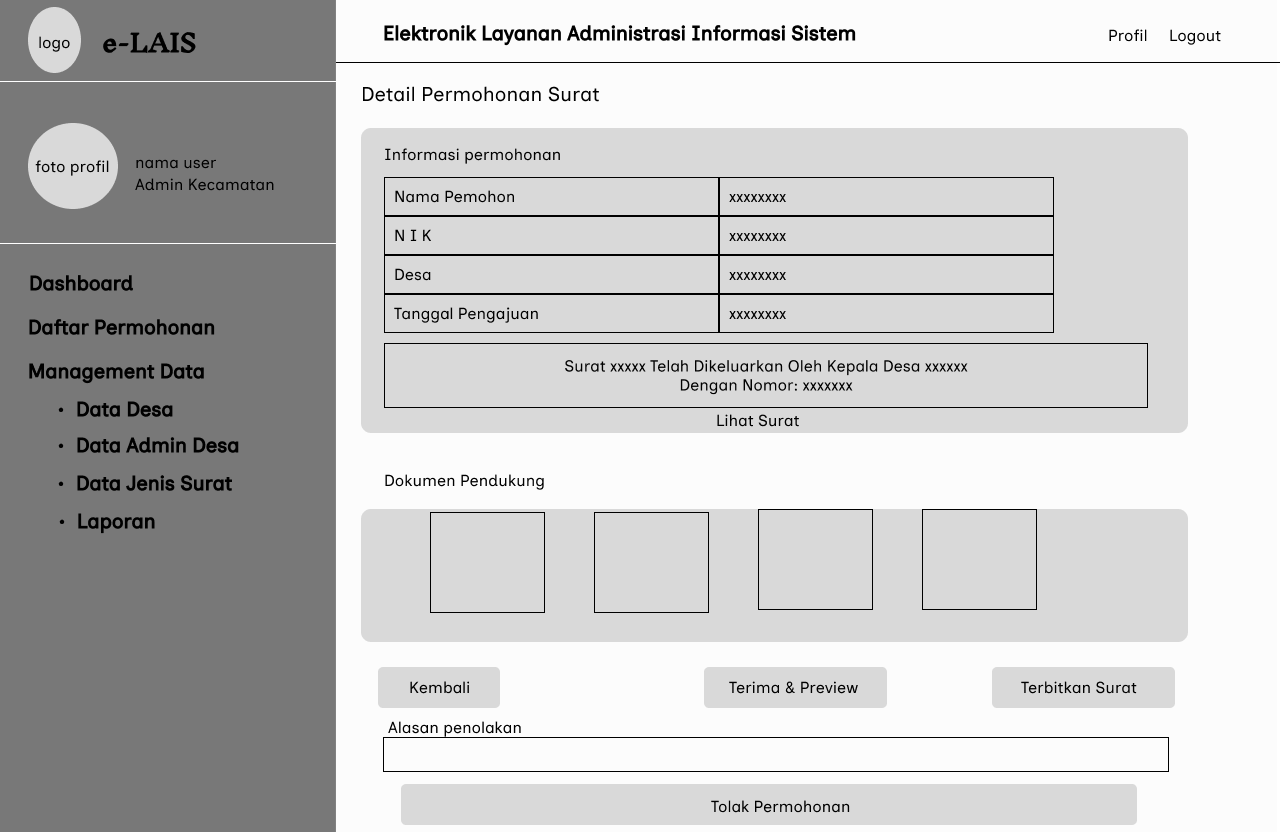 logo
e-LAIS
Elektronik Layanan Administrasi Informasi Sistem
Profil
Logout
foto profil
nama user
Admin Kecamatan
Dashboard
Daftar Permohonan
Management Data
• Data Desa
• Data Admin Desa
• Data Jenis Surat
• Laporan
Detail Permohonan Surat
Informasi permohonan
Nama Pemohon xxxxxxxx
N I K xxxxxxxx
Desa xxxxxxxx
Tanggal Pengajuan xxxxxxxx
Surat xxxxx Telah Dikeluarkan Oleh Kepala Desa xxxxxx
Dengan Nomor: xxxxxxx
Lihat Surat
Dokumen Pendukung
Kembali
Terima & Preview
Terbitkan Surat
Alasan penolakan
Tolak Permohonan